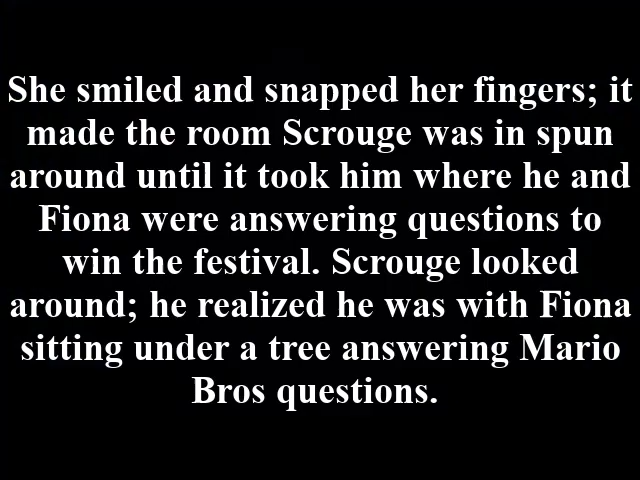 She smiled and snapped her fingers; it
made the room Scrouge was in spun
around until it took him where he and
Fiona were answering questions to
win the festival. Scrouge looked
around; he realized he was with Fiona
sitting under a tree answering Mario
Bros questions.